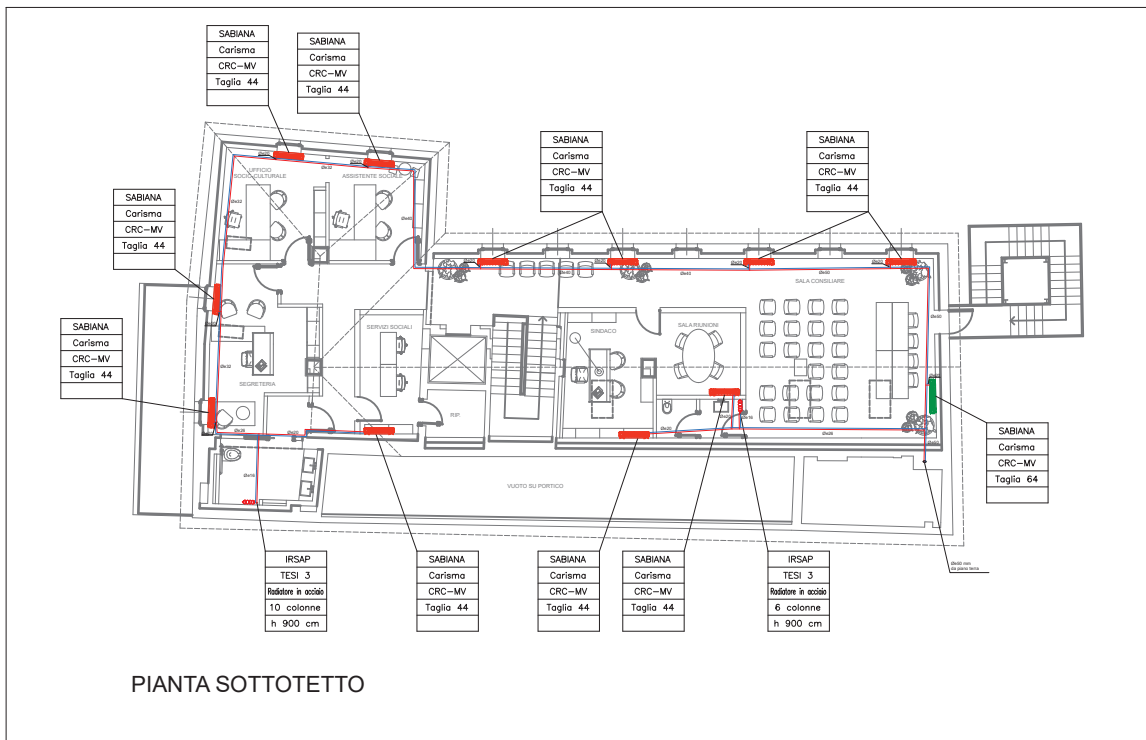 SABIANA
Carisma
CRC-MV
Taglia 44
SABIANA
Carisma
CRC-MV
Taglia 44
SABIANA
Carisma
CRC-MV
Taglia 44
SABIANA
Carisma
CRC-MV
Taglia 44
SABIANA
Carisma
CRC-MV
Taglia 44
SABIANA
Carisma
CRC-MV
Taglia 44
UFFICIO
SOCIO-CULTURALE
ASSISTENTE SOCIALE
SALA CONSILIARE
SERVIZI SOCIALI
SINDACO
SALA RIUNIONI
SEGRETERIA
RIP.
VUOTO SU PORTICO
SABIANA
Carisma
CRC-MV
Taglia 64
IRSAP
TESI 3
Radiatore in acciaio
10 colonne
h 900 cm
SABIANA
Carisma
CRC-MV
Taglia 44
SABIANA
Carisma
CRC-MV
Taglia 44
SABIANA
Carisma
CRC-MV
Taglia 44
IRSAP
TESI 3
Radiatore in acciaio
6 colonne
h 900 cm
da piano terra
PIANTA SOTTOTETTO